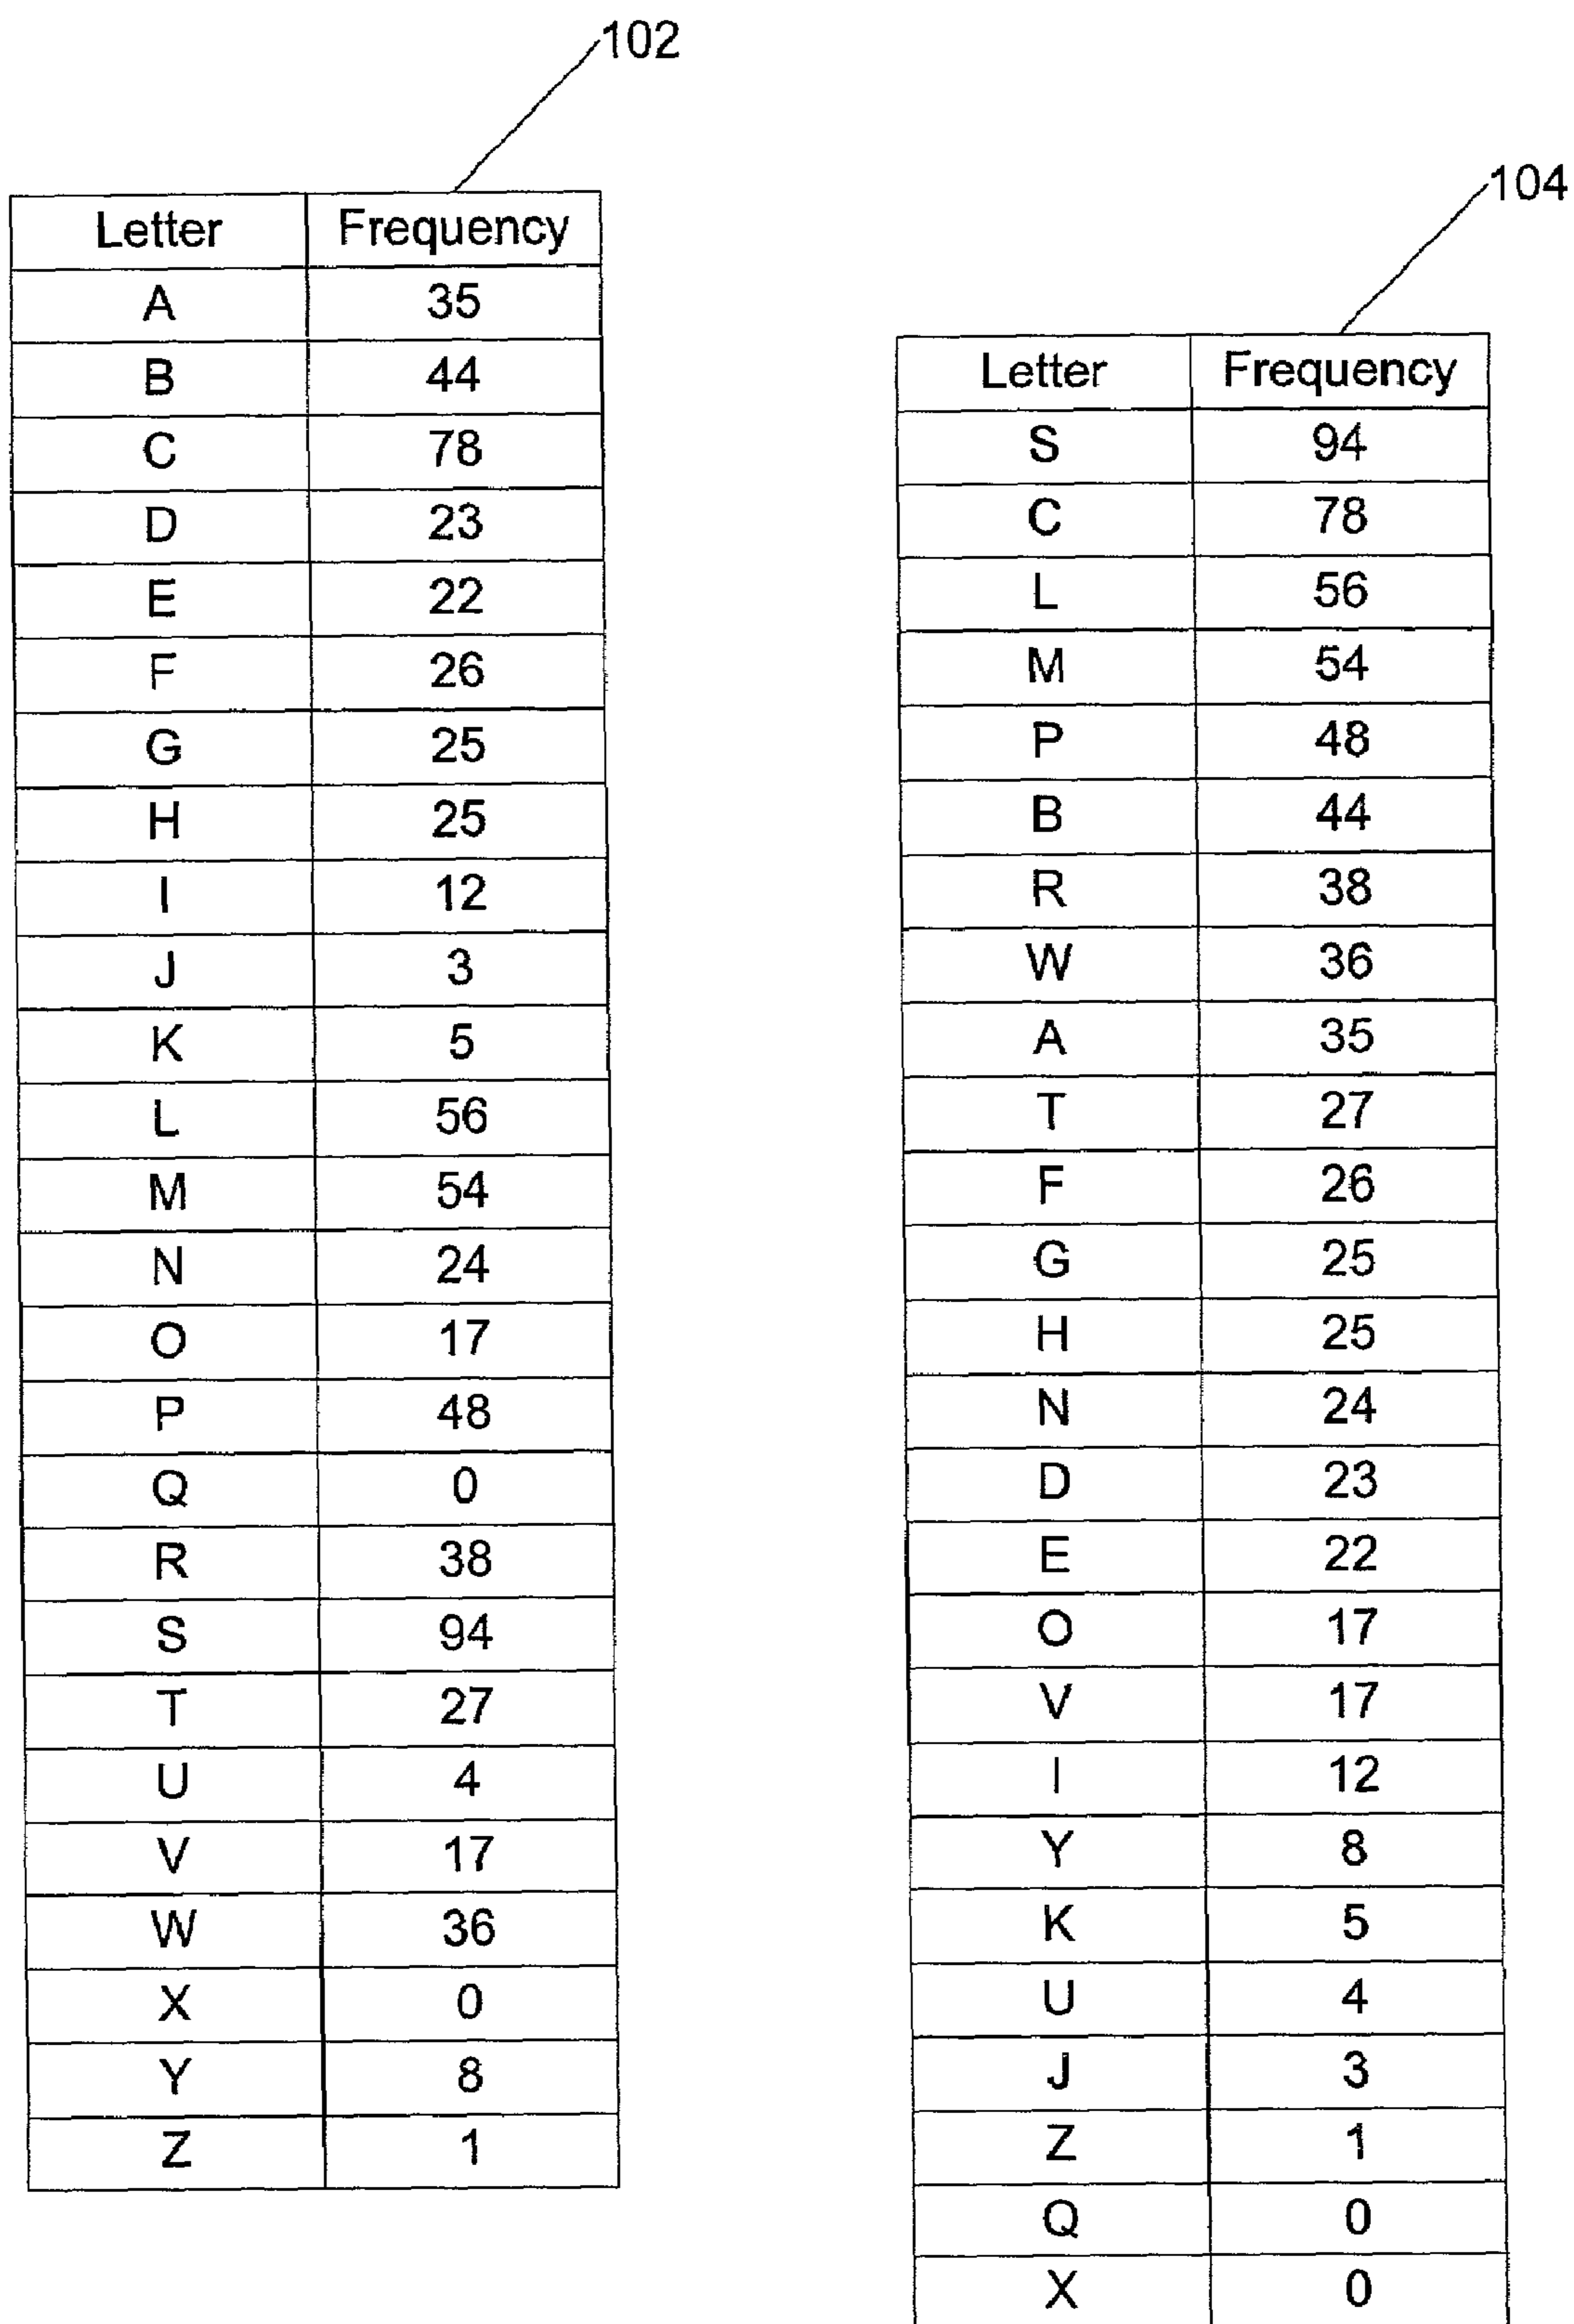 102
Letter Frequency
A 35
B 44
C 78
D 23
E 22
F 26
G 25
H 25
I 12
J 3
K 5
L 56
M 54
N 24
O 17
P 48
Q 0
R 38
S 94
T 27
U 4
V 17
W 36
X 0
Y 8
Z 1
104
Letter Frequency
S 94
C 78
L 56
M 54
P 48
B 44
R 38
W 36
A 35
T 27
F 26
G 25
H 25
N 24
D 23
E 22
O 17
V 17
I 12
Y 8
K 5
U 4
J 3
Z 1
Q 0
X 0